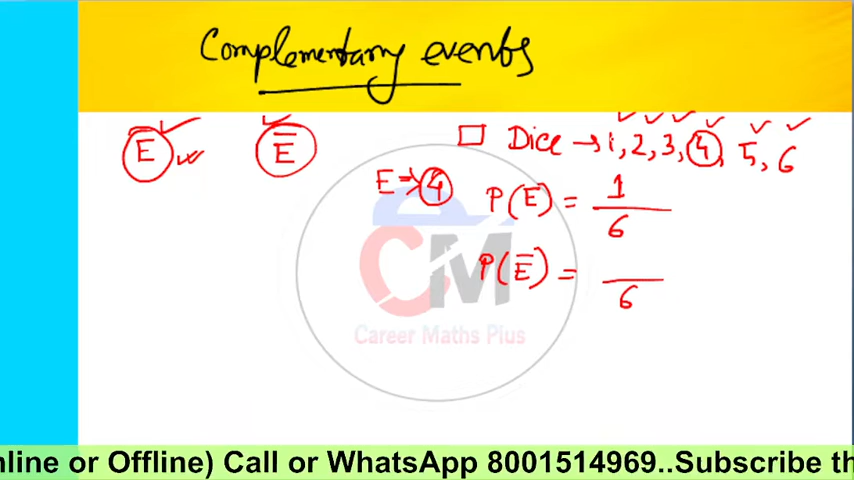 Complementary events
E Ē □ Dice → 1, 2, 3, 4, 5, 6
E ⇒ 4 P(E) = 1/6
P(Ē) = /6
CM
Career Maths Plus
nline or Offline) Call or WhatsApp 8001514969..Subscribe th